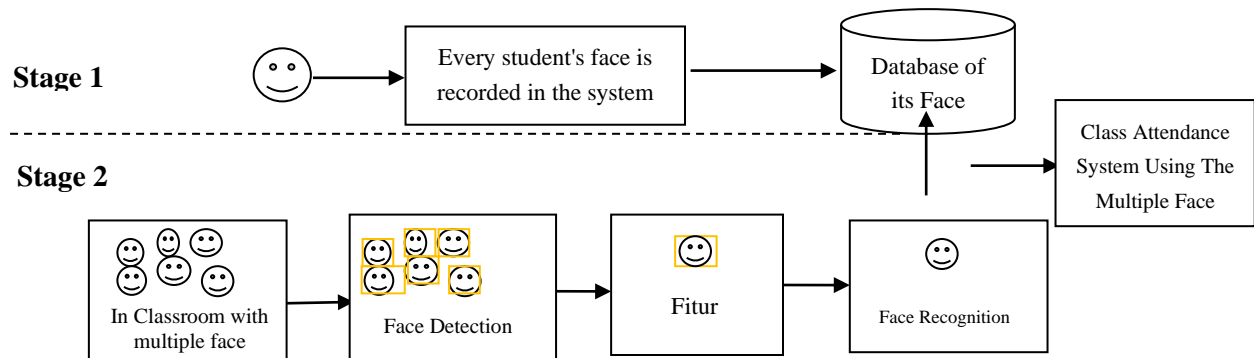 Stage 1
Every student's face is
recorded in the system
Database of
its Face
Class Attendance
System Using The
Multiple Face
Stage 2
In Classroom with
multiple face
Face Detection
Fitur
Face Recognition